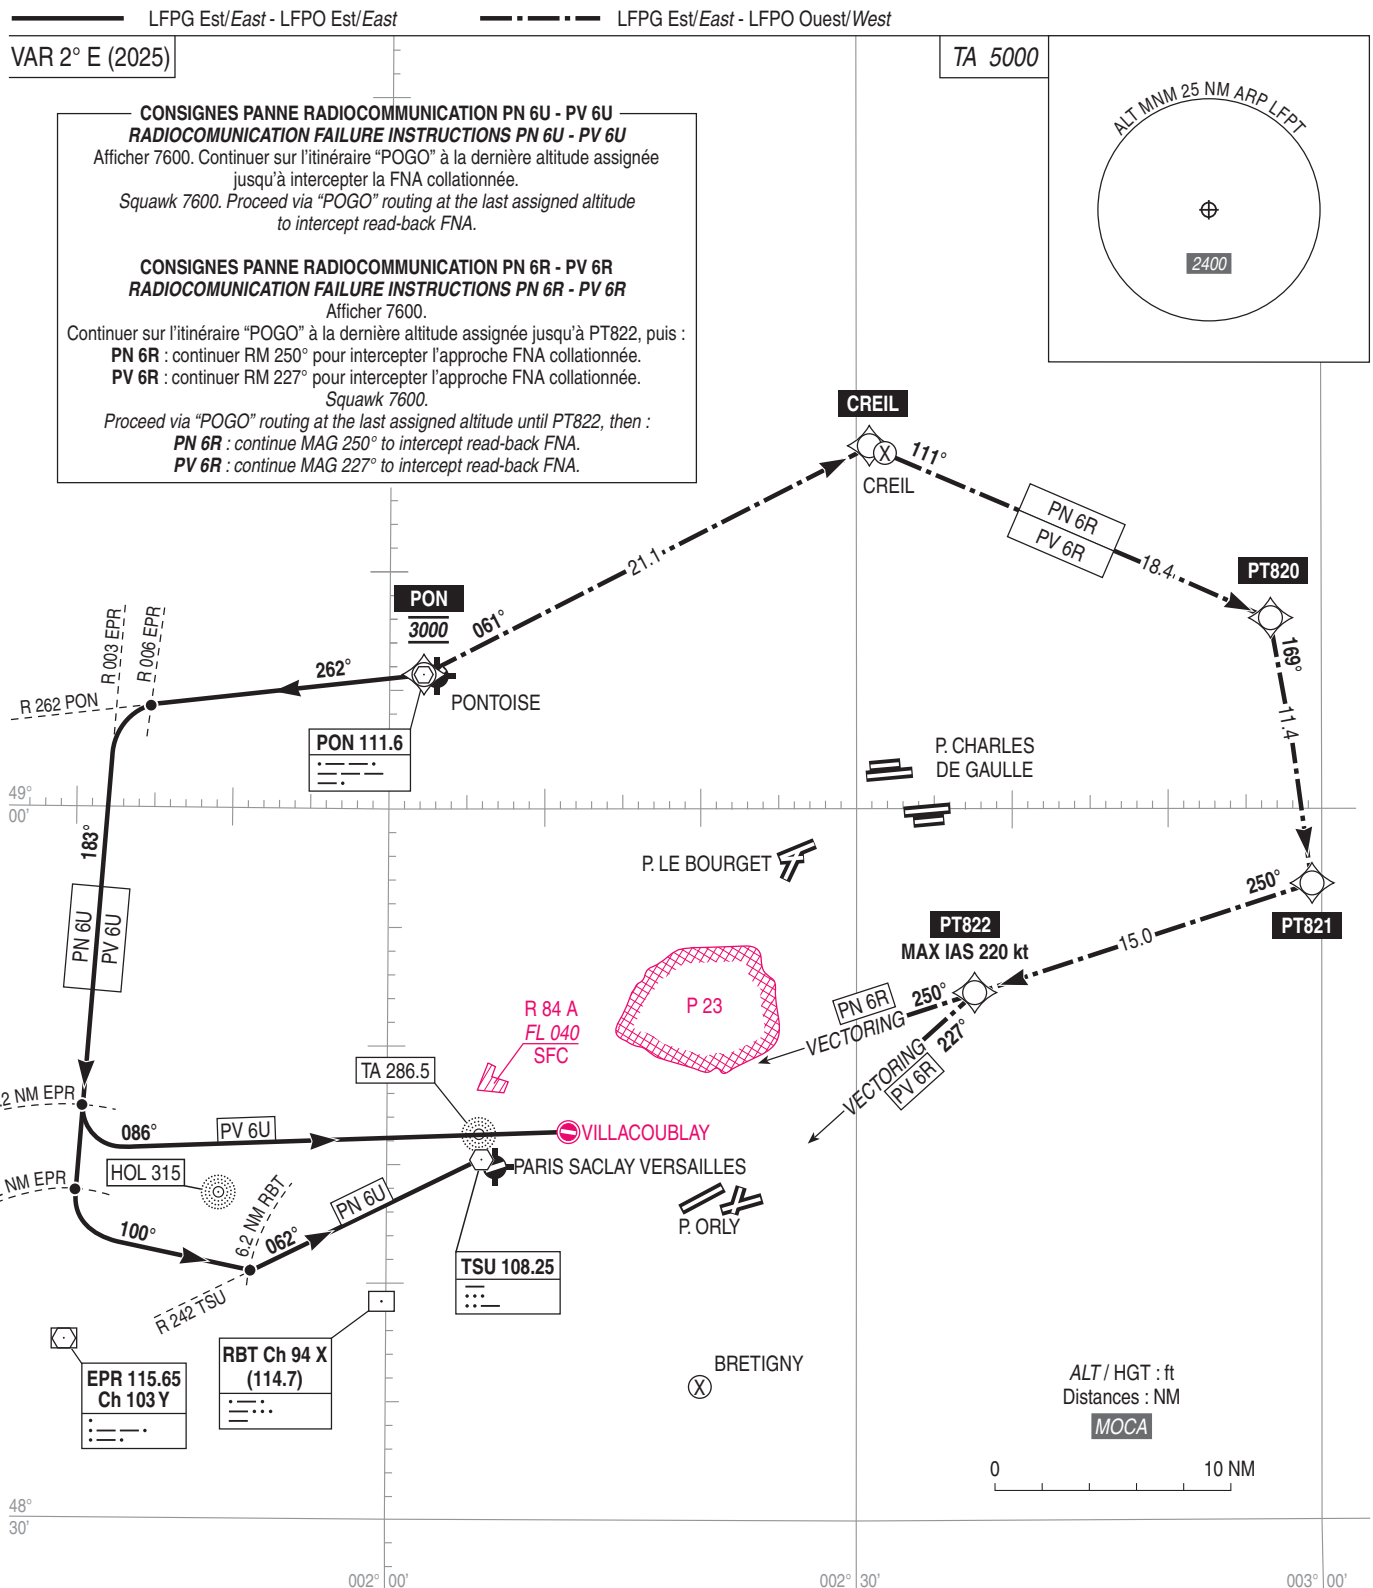 LFPG Est/East - LFPO Est/East
LFPG Est/East - LFPO Ouest/West
VAR 2° E (2025)
TA 5000
ALT MNM 25 NM ARP LFPT
2400
CONSIGNES PANNE RADIOCOMMUNICATION PN 6U - PV 6U
RADIOCOMUNICATION FAILURE INSTRUCTIONS PN 6U - PV 6U
Afficher 7600. Continuer sur l'itinéraire “POGO” à la dernière altitude assignée
jusqu'à intercepter la FNA collationnée.
Squawk 7600. Proceed via “POGO” routing at the last assigned altitude
to intercept read-back FNA.
CONSIGNES PANNE RADIOCOMMUNICATION PN 6R - PV 6R
RADIOCOMUNICATION FAILURE INSTRUCTIONS PN 6R - PV 6R
Afficher 7600.
Continuer sur l'itinéraire “POGO” à la dernière altitude assignée jusqu'à PT822, puis :
PN 6R : continuer RM 250° pour intercepter l'approche FNA collationnée.
PV 6R : continuer RM 227° pour intercepter l'approche FNA collationnée.
Squawk 7600.
Proceed via “POGO” routing at the last assigned altitude until PT822, then :
PN 6R : continue MAG 250° to intercept read-back FNA.
PV 6R : continue MAG 227° to intercept read-back FNA.
CREIL
X
CREIL
111°
PN 6R
PV 6R
18.4
21.1
PT820
169°
11.4
PON
3000
061°
262°
R 003 EPR
R 006 EPR
R 262 PON
PONTOISE
PON 111.6
P. CHARLES
DE GAULLE
49°
00'
183°
P. LE BOURGET
250°
PT821
PN 6U
PV 6U
PT822
MAX IAS 220 kt
15.0
250°
PN 6R
VECTORING
227°
VECTORING
PV 6R
P 23
R 84 A
FL 040
SFC
TA 286.5
2 NM EPR
086°
PV 6U
VILLACOUBLAY
PARIS SACLAY VERSAILLES
NM EPR
HOL 315
PN 6U
100°
6.2 NM RBT
062°
P. ORLY
TSU 108.25
R 242 TSU
RBT Ch 94 X
(114.7)
EPR 115.65
Ch 103 Y
BRETIGNY
X
ALT / HGT : ft
Distances : NM
MOCA
0
10 NM
48°
30'
002° 00'
002° 30'
003° 00'